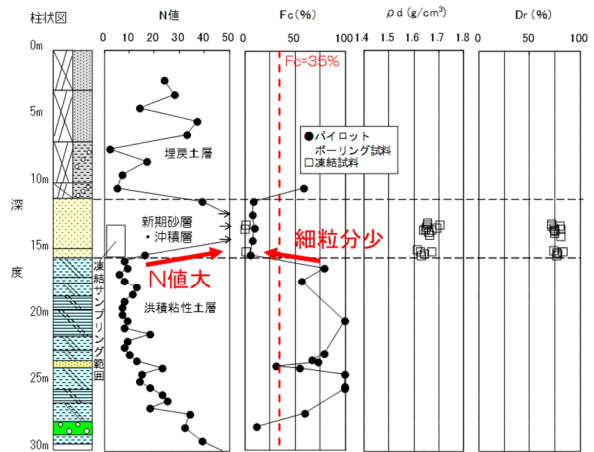 柱状図
N値
Fc(%)
ρd (g/cm³)
Dr (%)
0 10 20 30 40 50
0 50 100
1.4 1.5 1.6 1.7 1.8
0 50 100
0m
5m
10m
15m
20m
25m
30m
深
度
Fc=35%
埋戻土層
●パイロット
ボーリング試料
□凍結試料
新期砂層
・沖積層
N値大
細粒分少
洪積粘性土層
凍結サンプリング範囲